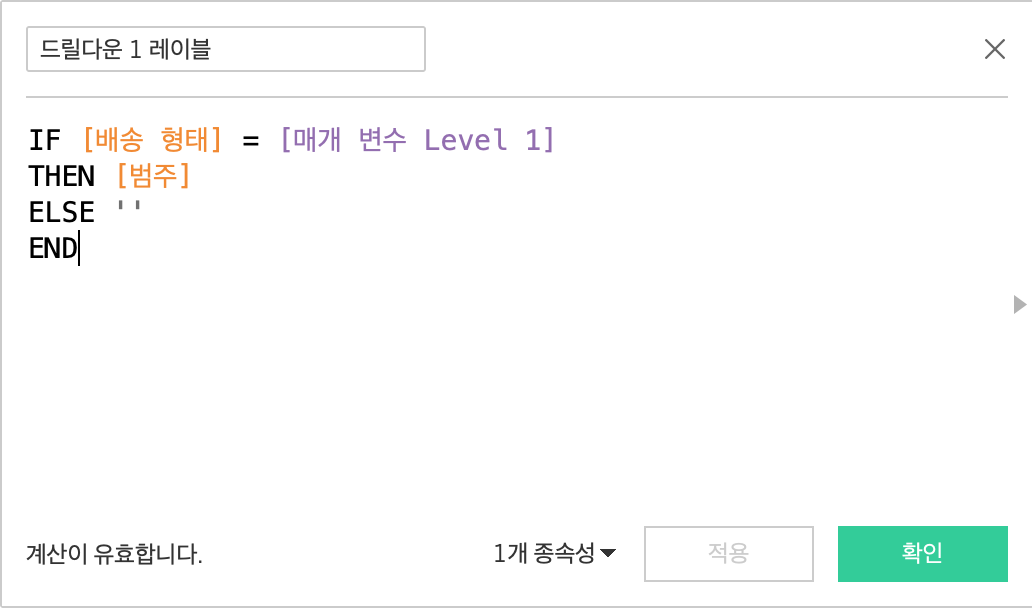 드릴다운 1 레이블
IF [배송 형태] = [매개 변수 Level 1]
THEN [범주]
ELSE ''
END
계산이 유효합니다.
1개 종속성
적용
확인